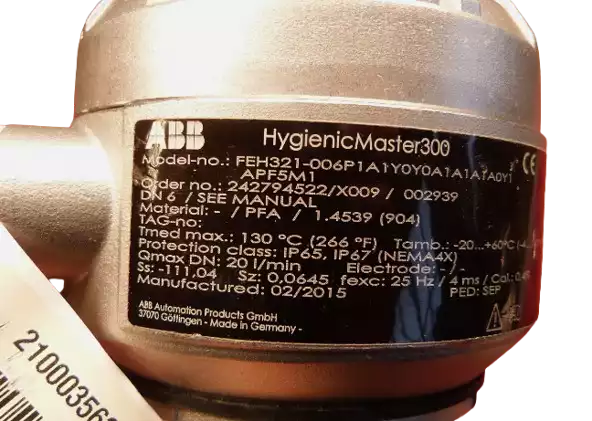 ABB HygienicMaster300
CE
Model-no.: FEH321-006P1A1Y0Y0A1A1A1A0Y1
APF5M1
Order no.: 242794522/X009 / 002939
DN 6 / SEE MANUAL
Material: - / PFA / 1.4539 (904)
TAG-no:
Tmed max.: 130 °C (266 °F) Tamb.: -20...+60°C (-4...
Protection class: IP65, IP67 (NEMA4X)
Qmax DN: 20 l/min Electrode: - / -
Ss: -111.04 Sz: 0.0645 fexc: 25 Hz / 4 ms / Cal.:
Manufactured: 02/2015 PED: SEP
ABB Automation Products GmbH
37070 Göttingen - Made in Germany -
21000356